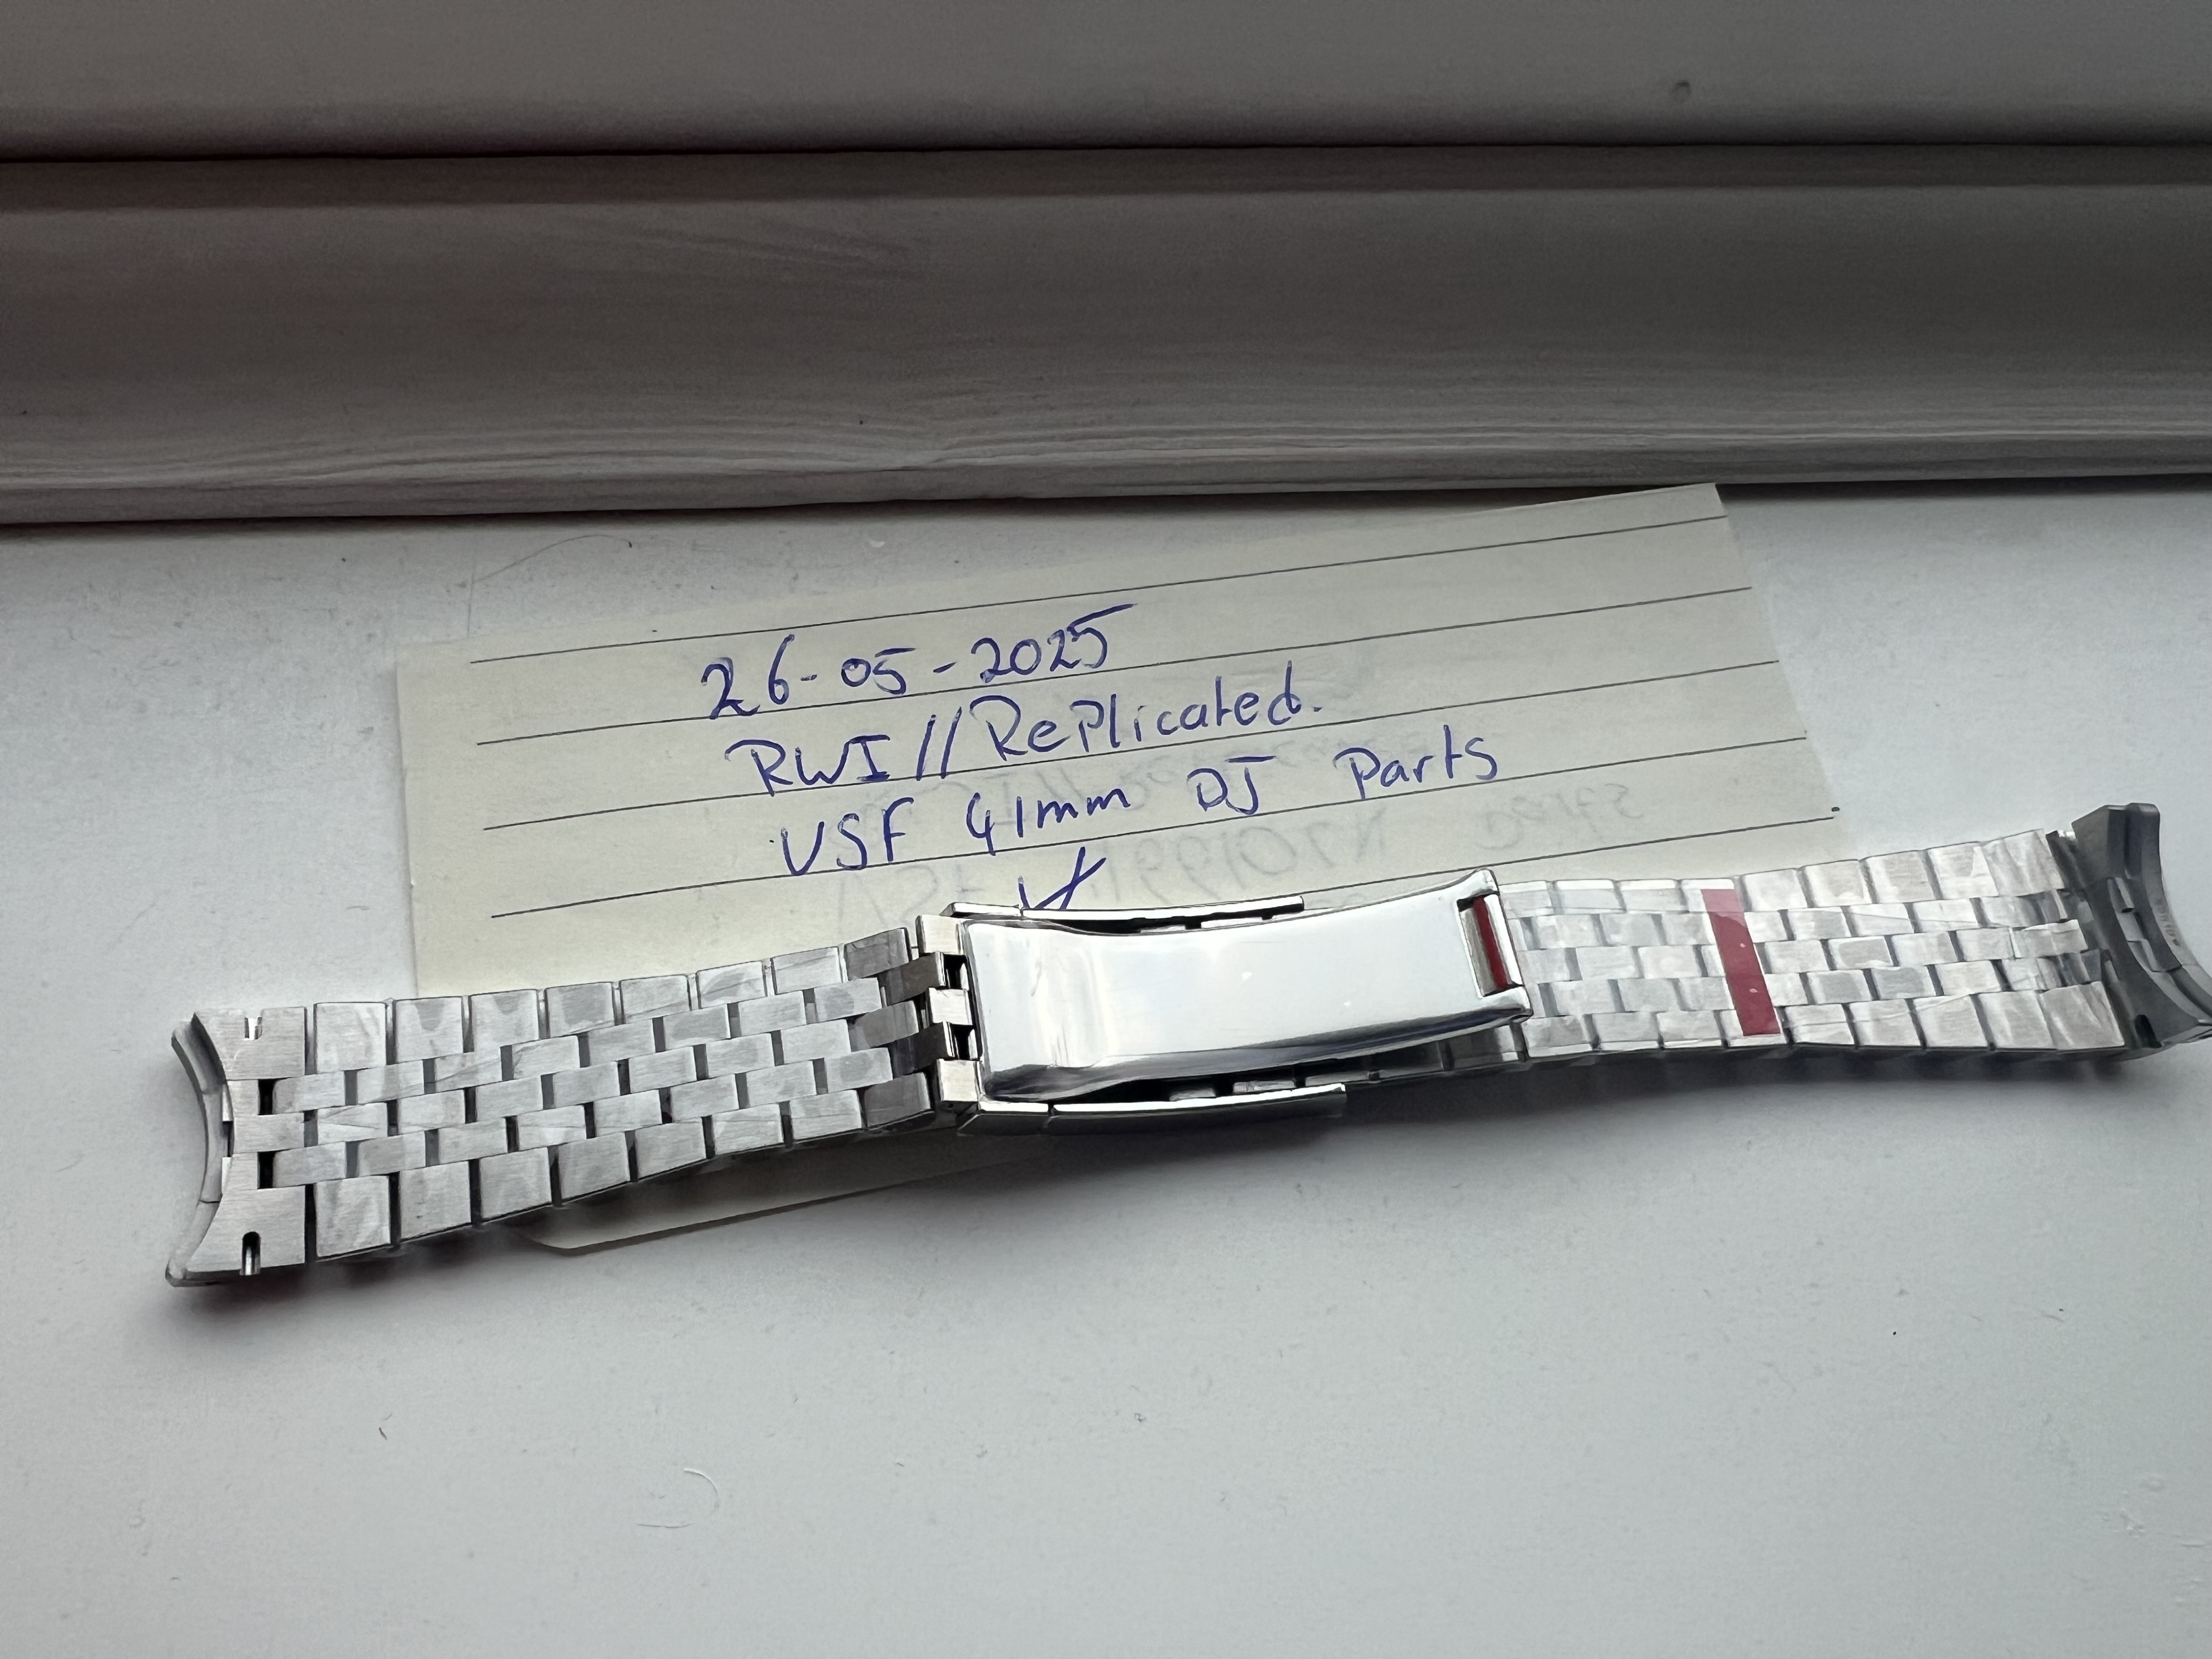 26-05-2025
RWI//Replicated.
VSF 41mm DJ Parts